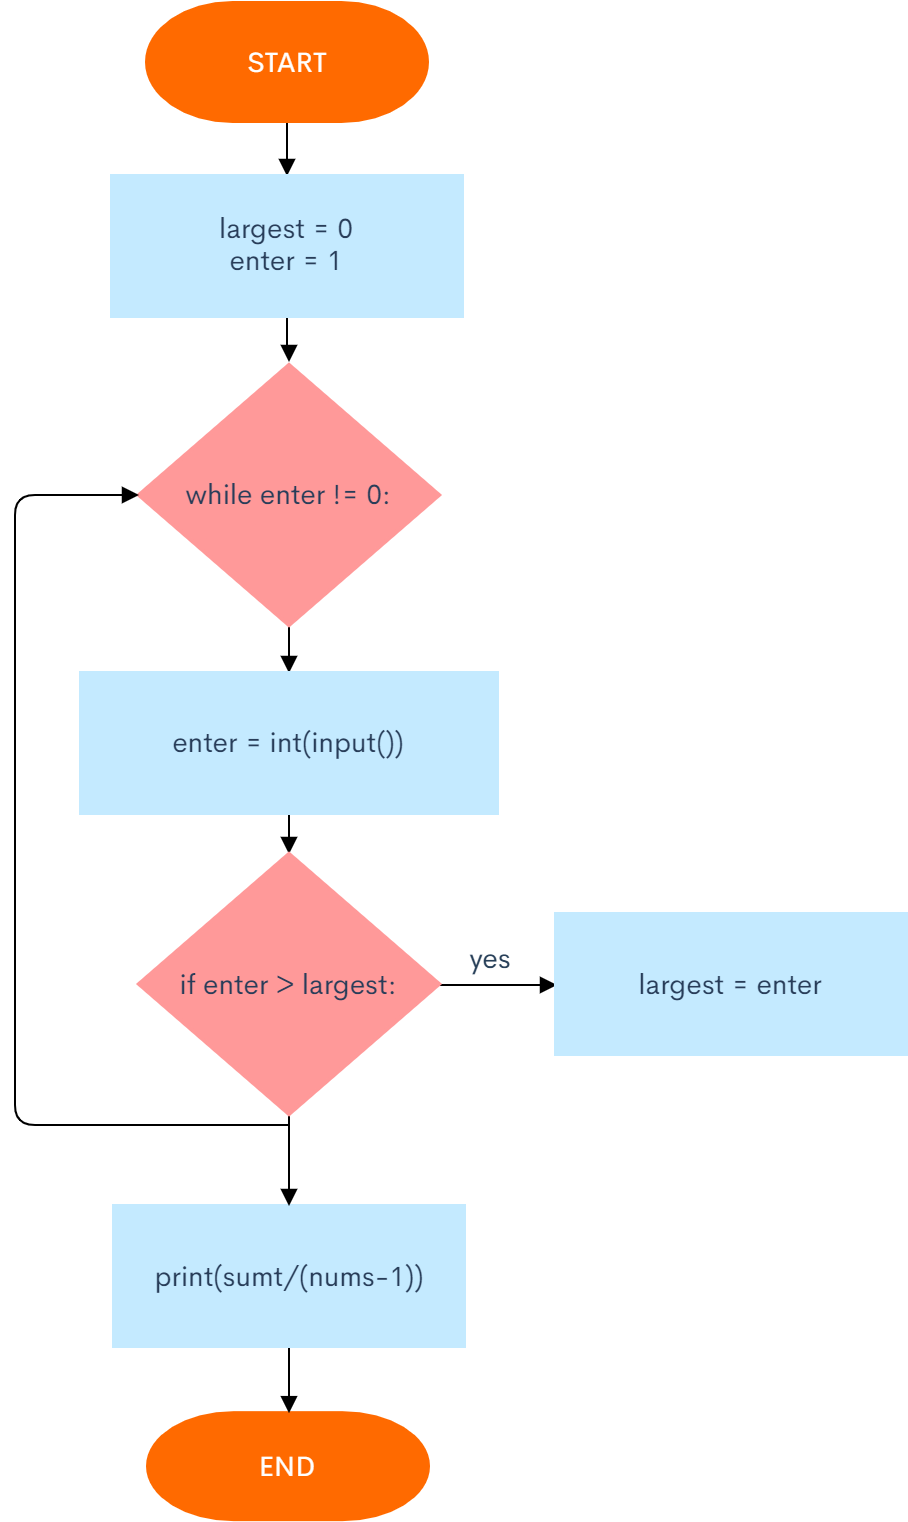 START
largest = 0
enter = 1
while enter != 0:
enter = int(input())
if enter > largest:
yes
largest = enter
print(sumt/(nums-1))
END